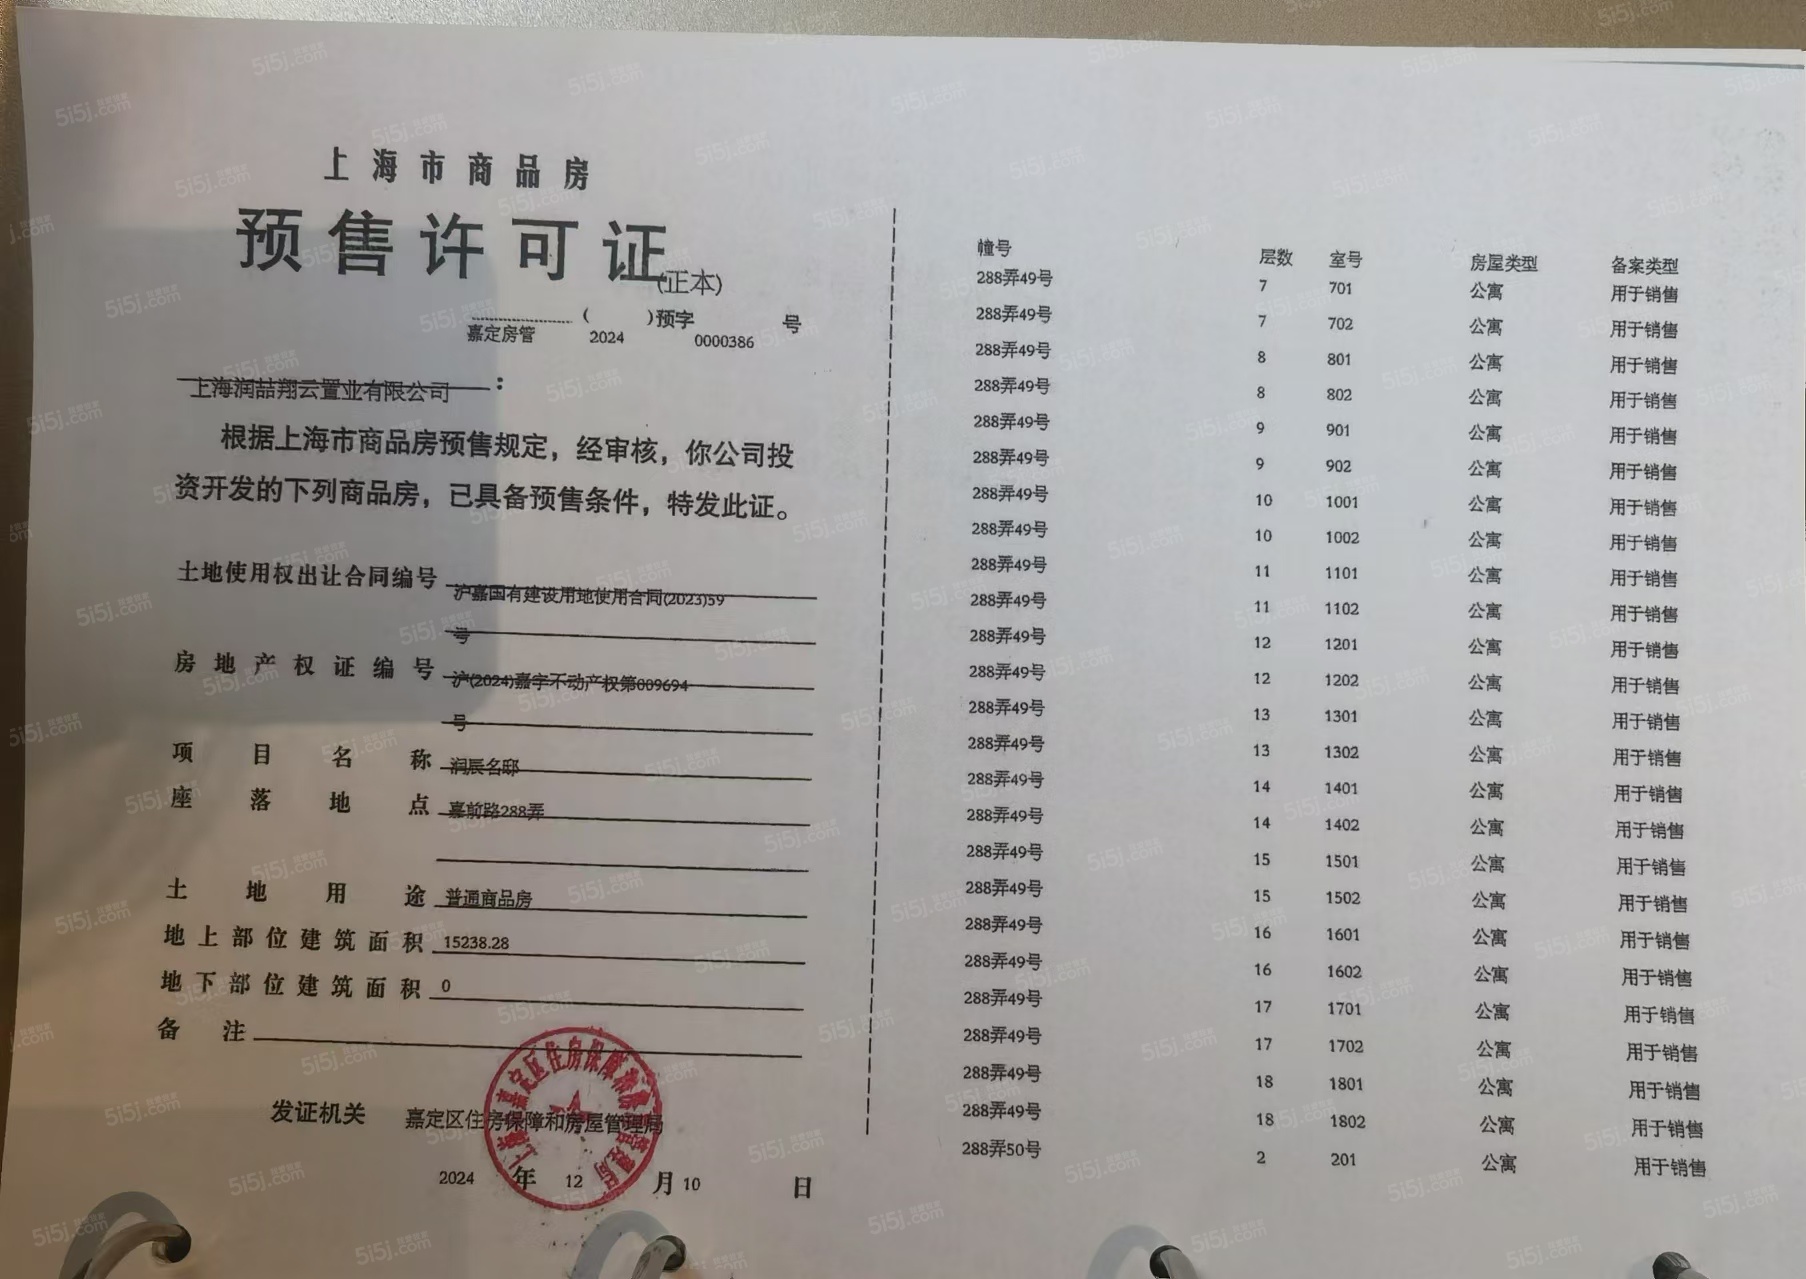 上海市商品房
预售许可证
(正本)
( )预字 号
嘉定房管 2024 0000386
上海润喆翔云置业有限公司：
根据上海市商品房预售规定，经审核，你公司投
资开发的下列商品房，已具备预售条件，特发此证。
土地使用权出让合同编号 沪嘉国有建设用地使用合同(2023)59
号
房地产权证编号 沪(2024)嘉字不动产权第009694
号
项目名称 润辰名邸
座落地点 嘉前路288弄
土地用途 普通商品房
地上部位建筑面积 15238.28
地下部位建筑面积 0
备注
发证机关 嘉定区住房保障和房屋管理局
2024 年 12 月 10 日
幢号 层数 室号 房屋类型 备案类型
288弄49号 7 701 公寓 用于销售
288弄49号 7 702 公寓 用于销售
288弄49号 8 801 公寓 用于销售
288弄49号 8 802 公寓 用于销售
288弄49号 9 901 公寓 用于销售
288弄49号 9 902 公寓 用于销售
288弄49号 10 1001 公寓 用于销售
288弄49号 10 1002 公寓 用于销售
288弄49号 11 1101 公寓 用于销售
288弄49号 11 1102 公寓 用于销售
288弄49号 12 1201 公寓 用于销售
288弄49号 12 1202 公寓 用于销售
288弄49号 13 1301 公寓 用于销售
288弄49号 13 1302 公寓 用于销售
288弄49号 14 1401 公寓 用于销售
288弄49号 14 1402 公寓 用于销售
288弄49号 15 1501 公寓 用于销售
288弄49号 15 1502 公寓 用于销售
288弄49号 16 1601 公寓 用于销售
288弄49号 16 1602 公寓 用于销售
288弄49号 17 1701 公寓 用于销售
288弄49号 17 1702 公寓 用于销售
288弄49号 18 1801 公寓 用于销售
288弄49号 18 1802 公寓 用于销售
288弄50号 2 201 公寓 用于销售
5i5j.com